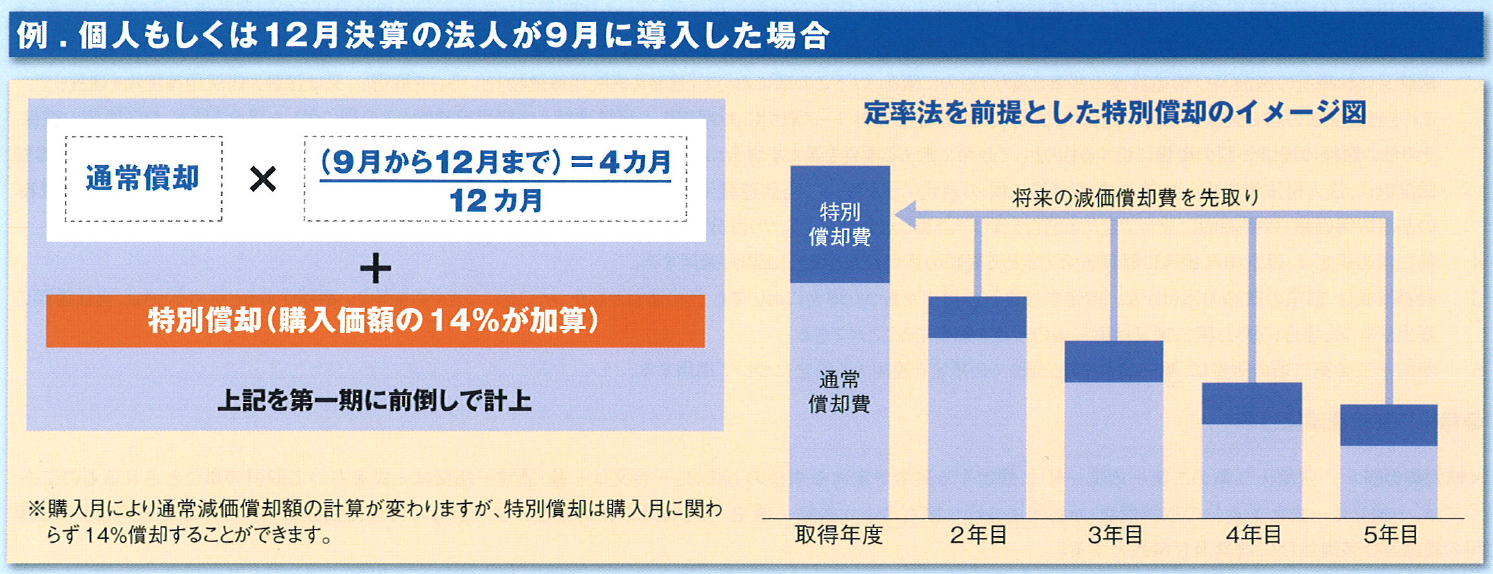 例．個人もしくは12月決算の法人が9月に導入した場合
通常償却
×
（9月から12月まで）＝4カ月
12カ月
＋
特別償却（購入価額の14％が加算）
上記を第一期に前倒しで計上
※購入月により通常減価償却額の計算が変わりますが、特別償却は購入月に関わ
らず14％償却することができます。
定率法を前提とした特別償却のイメージ図
将来の減価償却費を先取り
特別
償却費
通常
償却費
取得年度
2年目
3年目
4年目
5年目